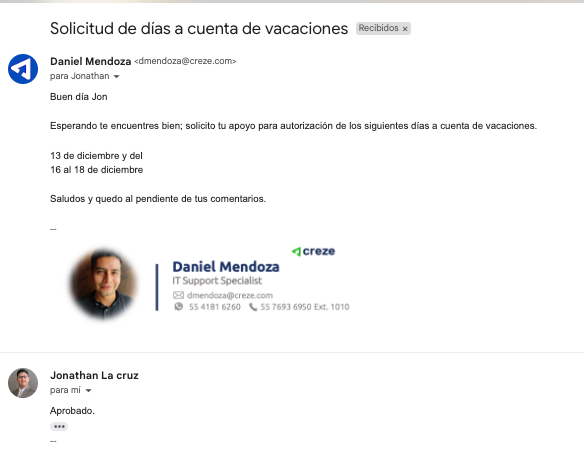 Solicitud de días a cuenta de vacaciones Recibidos x
Daniel Mendoza <dmendoza@creze.com>
para Jonathan
Buen día Jon
Esperando te encuentres bien; solicito tu apoyo para autorización de los siguientes días a cuenta de vacaciones.
13 de diciembre y del
16 al 18 de diciembre
Saludos y quedo al pendiente de tus comentarios.
--
creze
Daniel Mendoza
IT Support Specialist
dmendoza@creze.com
55 4181 6260 55 7693 6950 Ext. 1010
Jonathan La cruz
para mí
Aprobado.
•••
--